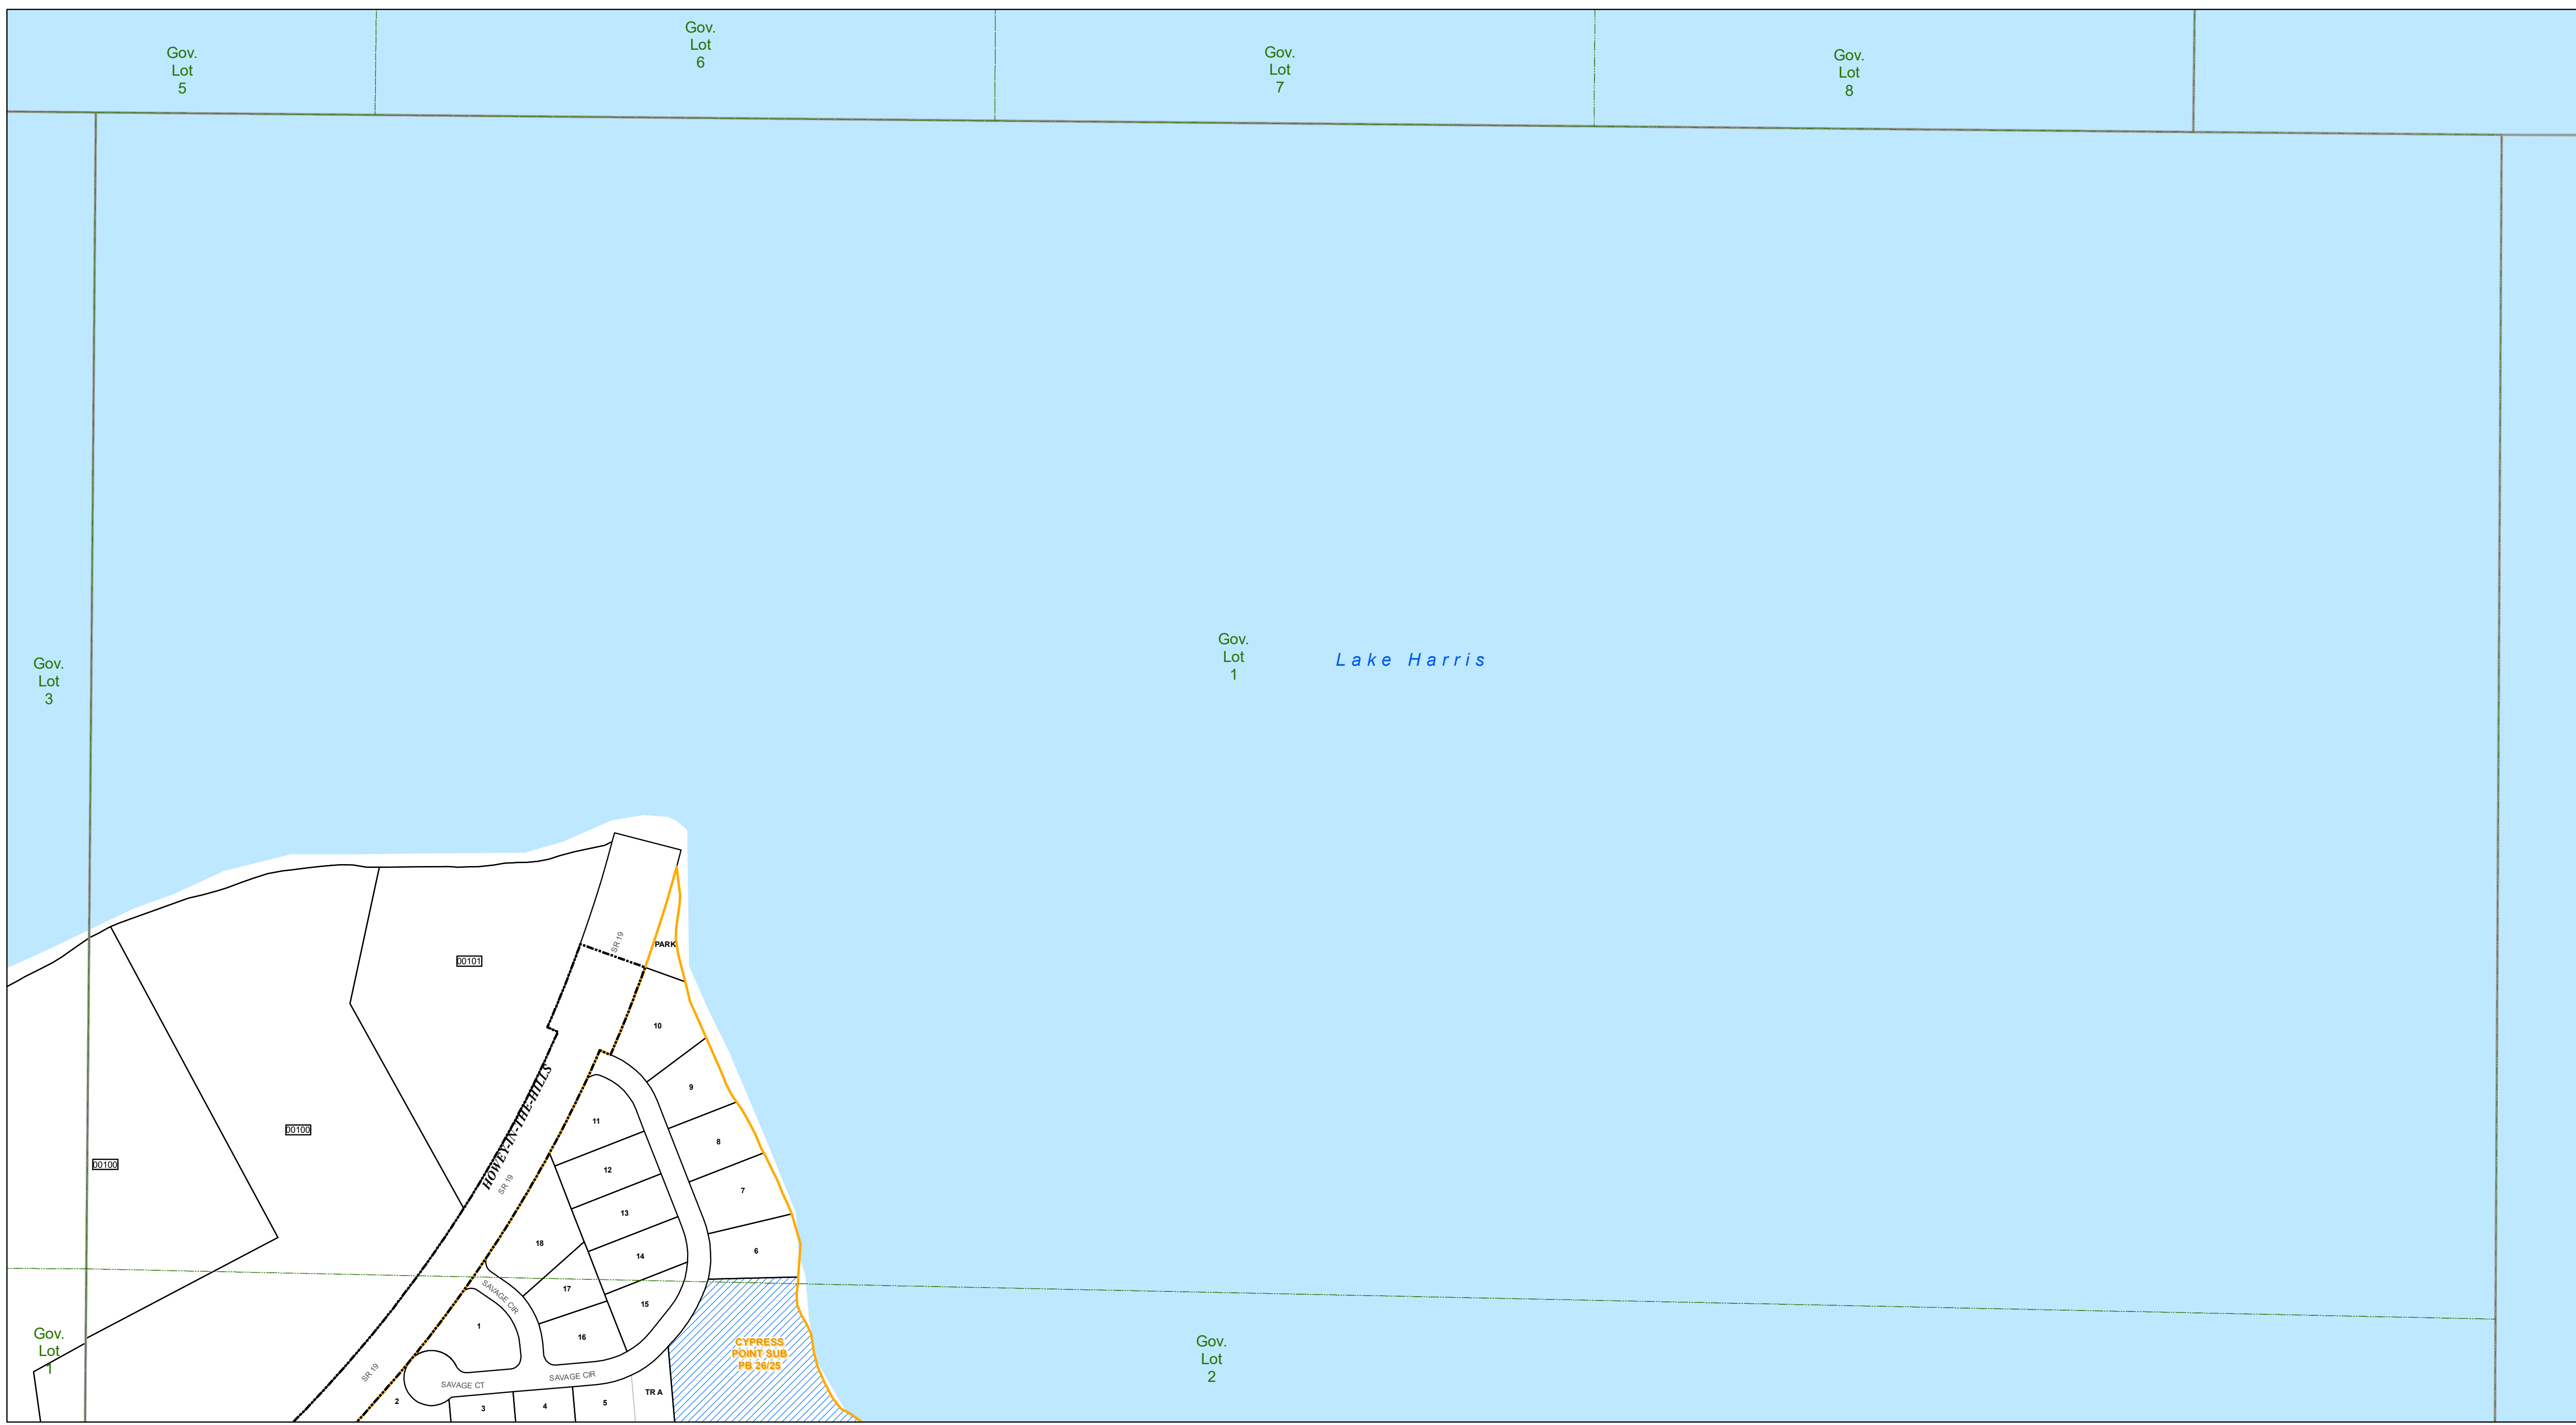 Gov.
Lot
5
Gov.
Lot
6
Gov.
Lot
7
Gov.
Lot
8
Gov.
Lot
3
Gov.
Lot
1
Lake Harris
SR 19
PARK
00101
10
HOWEY-IN-THE-HILLS
9
11
00100
8
00100
12
SR 19
7
13
18
6
14
17
SAVAGE CIR
15
1
16
Gov.
Lot
1
CYPRESS
POINT SUB
PB 26/25
Gov.
Lot
2
SR 19
SAVAGE CT
SAVAGE CIR
TR A
2
3
4
5